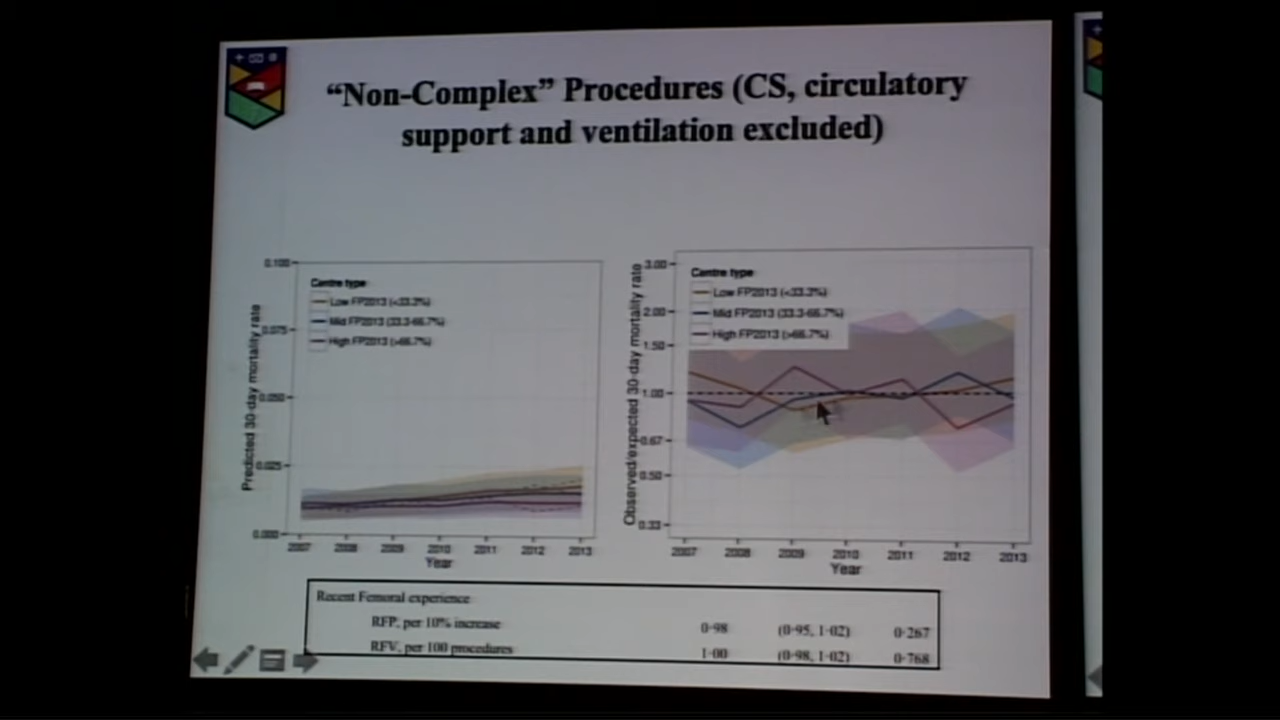 “Non-Complex” Procedures (CS, circulatory
support and ventilation excluded)
Predicted 30-day mortality rate
0.100
0.075
0.050
0.025
0.000
Centre type
Low FP2013 (<33.3%)
Mid FP2013 (33.3-66.7%)
High FP2013 (>66.7%)
2007 2008 2009 2010 2011 2012 2013
Year
Observed/expected 30-day mortality rate
3.00
2.00
1.50
1.00
0.67
0.50
0.33
Centre type
Low FP2013 (<33.3%)
Mid FP2013 (33.3-66.7%)
High FP2013 (>66.7%)
2007 2008 2009 2010 2011 2012 2013
Year
Recent Femoral experience
RFP, per 10% increase 0·98 (0·95, 1·02) 0·267
RFV, per 100 procedures 1·00 (0·98, 1·02) 0·768